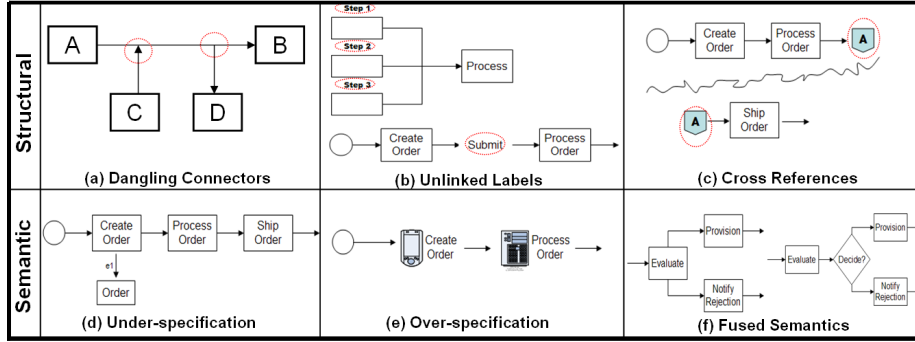 Structural
A
B
C
D
(a) Dangling Connectors
Step 1
Step 2
Step 3
Process
Create
Order
Submit
Process
Order
(b) Unlinked Labels
Create
Order
Process
Order
A
A
Ship
Order
(c) Cross References
Semantic
Create
Order
Process
Order
Ship
Order
e1
Order
(d) Under-specification
Create
Order
Process
Order
(e) Over-specification
Provision
Evaluate
Notify
Rejection
Evaluate
Decide?
Provision
Notify
Rejection
(f) Fused Semantics